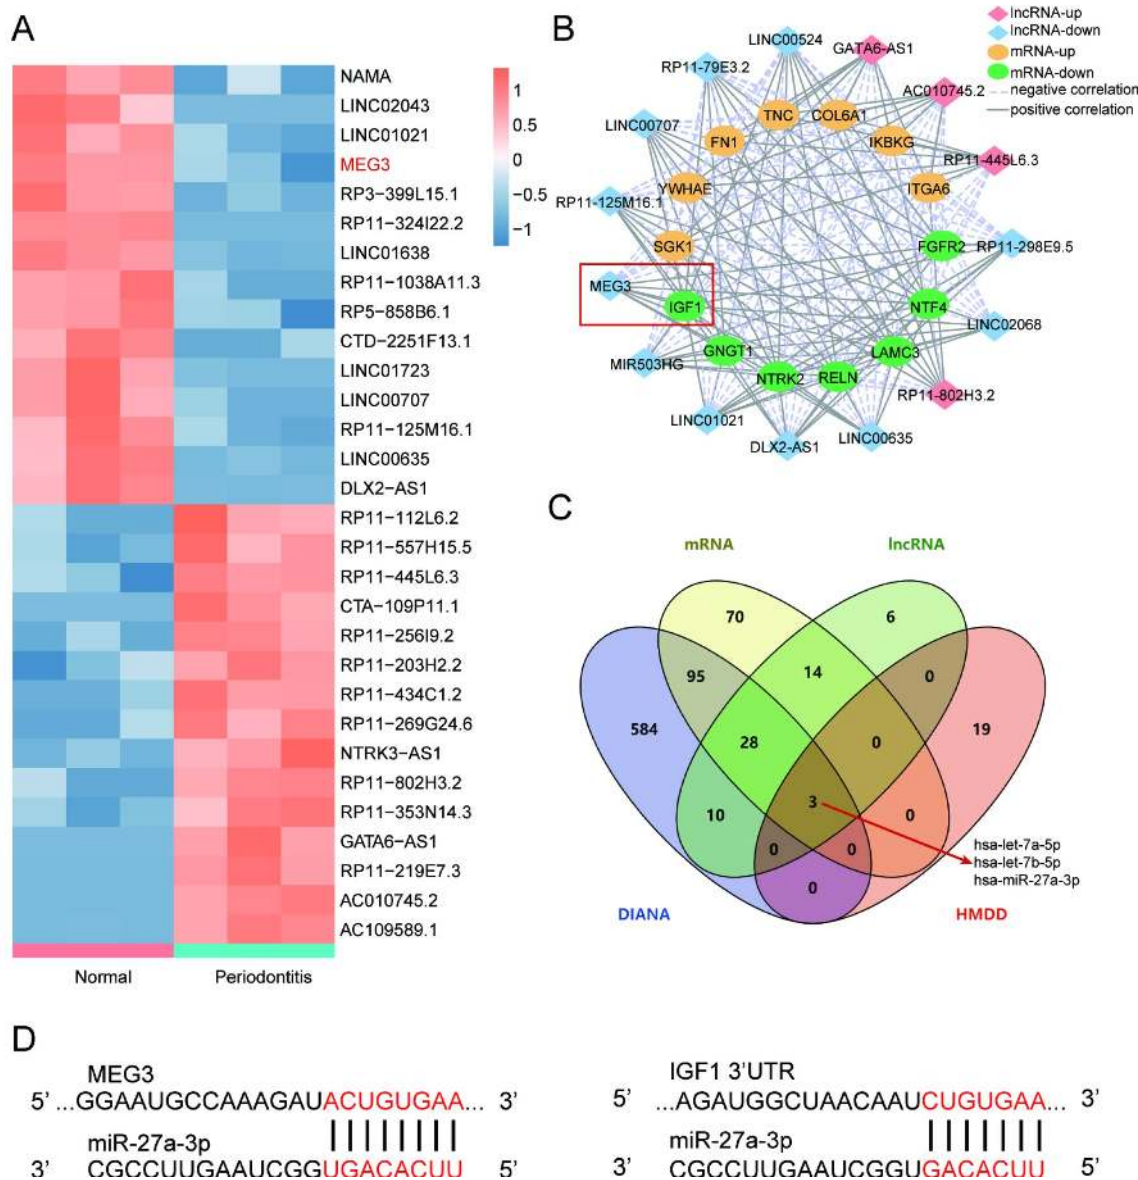 A
NAMA
LINC02043
LINC01021
MEG3
RP3−399L15.1
RP11−324I22.2
LINC01638
RP11−1038A11.3
RP5−858B6.1
CTD−2251F13.1
LINC01723
LINC00707
RP11−125M16.1
LINC00635
DLX2−AS1
RP11−112L6.2
RP11−557H15.5
RP11−445L6.3
CTA−109P11.1
RP11−256I9.2
RP11−203H2.2
RP11−434C1.2
RP11−269G24.6
NTRK3−AS1
RP11−802H3.2
RP11−353N14.3
GATA6−AS1
RP11−219E7.3
AC010745.2
AC109589.1
1
0.5
0
−0.5
−1
Normal Periodontitis
B
lncRNA-up
lncRNA-down
mRNA-up
mRNA-down
negative correlation
positive correlation
LINC00524
GATA6-AS1
RP11-79E3.2
AC010745.2
LINC00707
RP11-445L6.3
RP11-125M16.1
RP11-298E9.5
MEG3
LINC02068
MIR503HG
RP11-802H3.2
LINC01021
DLX2-AS1
LINC00635
TNC
COL6A1
FN1
IKBKG
YWHAE
ITGA6
SGK1
FGFR2
IGF1
NTF4
GNGT1
LAMC3
NTRK2
RELN
C
mRNA lncRNA
70 6
95 14 0
584 28 0 19
10 3 0
0 0
0
hsa-let-7a-5p
hsa-let-7b-5p
hsa-miR-27a-3p
DIANA HMDD
D
MEG3
5’ ...GGAAUGCCAAAGAUACUGUGAA... 3’
miR-27a-3p
3’ CGCCUUGAAUCGGUGACACUU 5’
IGF1 3’UTR
5’ ...AGAUGGCUAACAAUCUGUGAA... 3’
miR-27a-3p
3’ CGCCUUGAAUCGGUGACACUU 5’